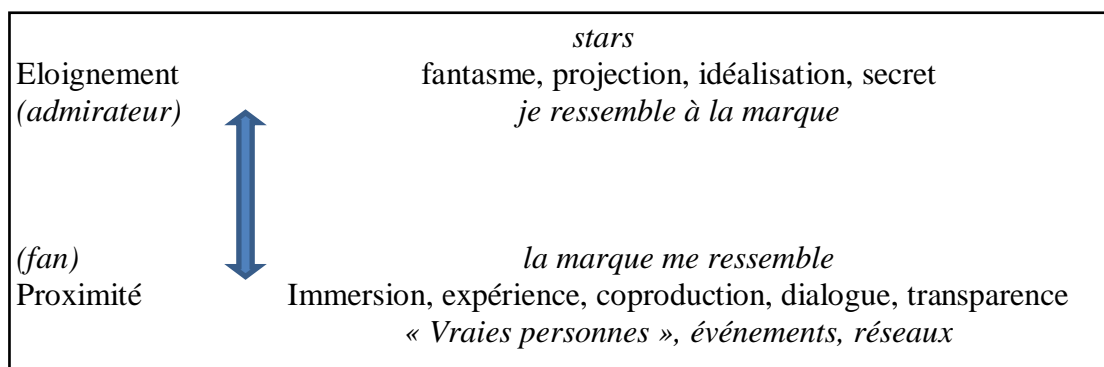 stars
Eloignement fantasme, projection, idéalisation, secret
(admirateur) je ressemble à la marque
(fan) la marque me ressemble
Proximité Immersion, expérience, coproduction, dialogue, transparence
« Vraies personnes », événements, réseaux